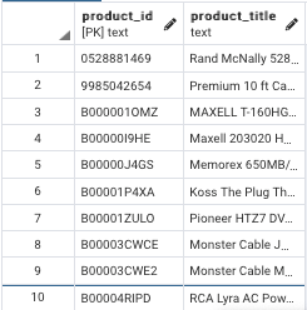 product_id product_title
[PK] text text
1 0528881469 Rand McNally 528...
2 9985042654 Premium 10 ft Ca...
3 B000001OMZ MAXELL T-160HG...
4 B00000I9HE Maxell 203020 H...
5 B00000J4GS Memorex 650MB/...
6 B00001P4XA Koss The Plug Th...
7 B00001ZULO Pioneer HTZ7 DV...
8 B00003CWCE Monster Cable J...
9 B00003CWE2 Monster Cable M...
10 B00004RIPD RCA Lyra AC Pow...